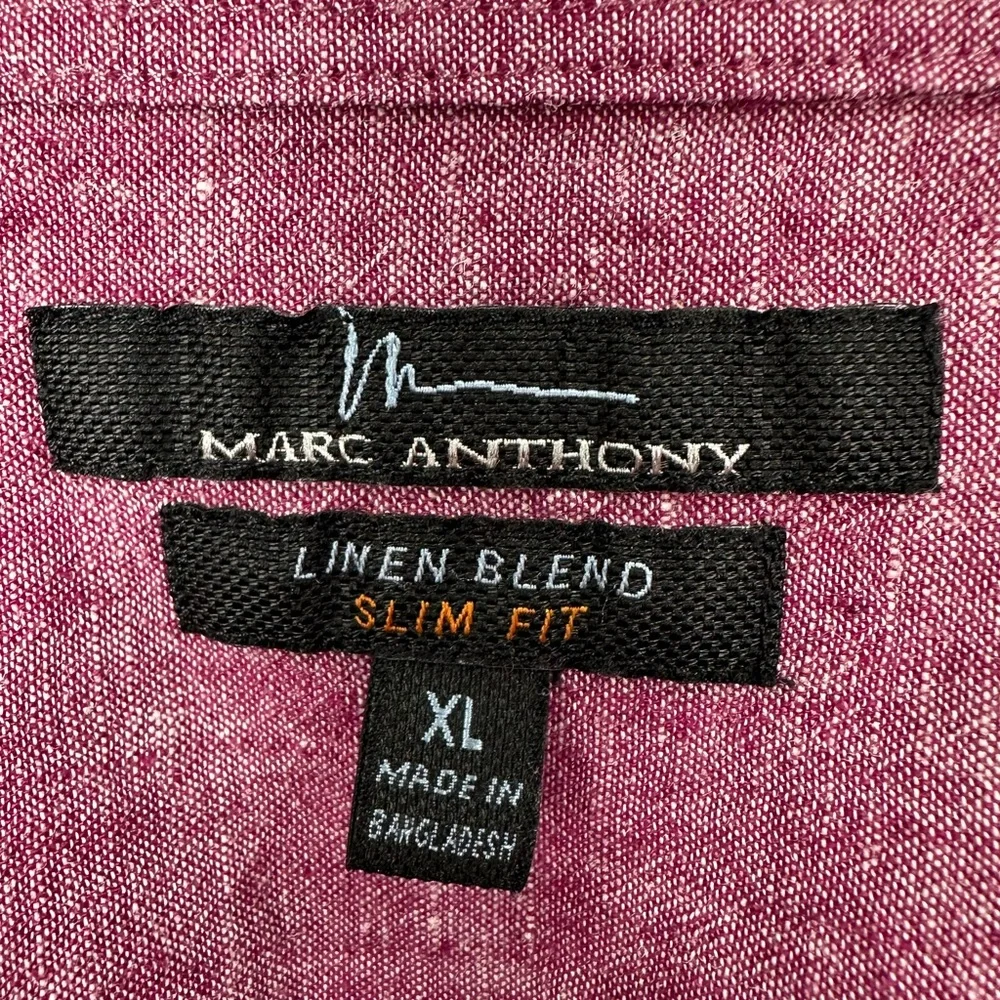 MARC ANTHONY
LINEN BLEND
SLIM FIT
XL
MADE IN
BANGLADESH